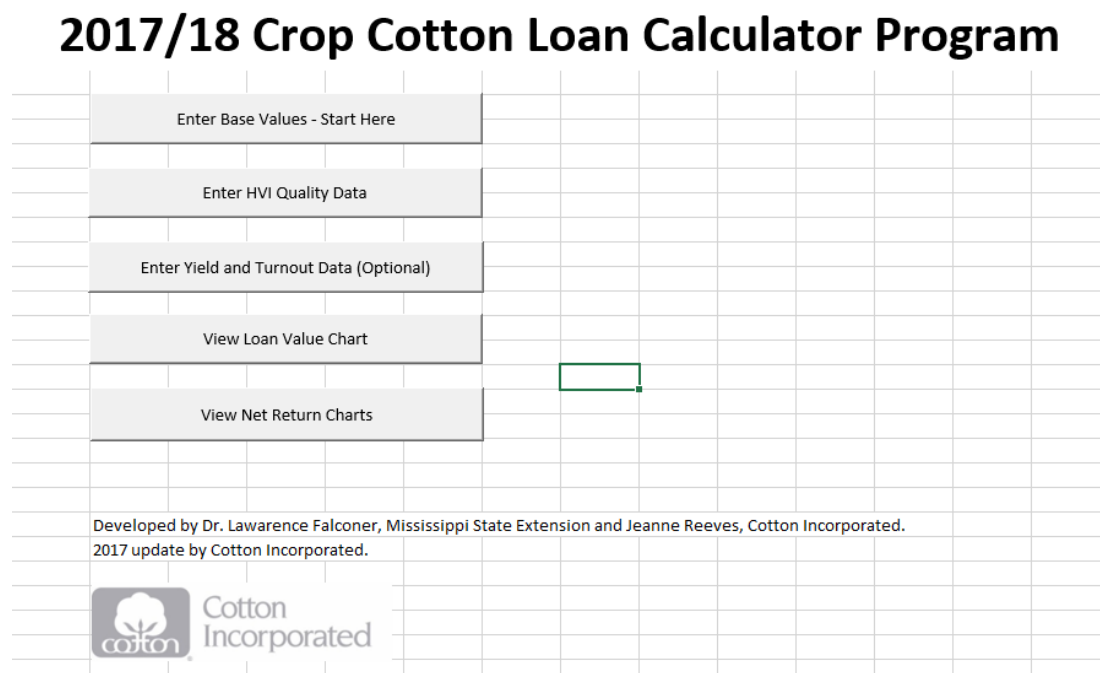 2017/18 Crop Cotton Loan Calculator Program
Enter Base Values - Start Here
Enter HVI Quality Data
Enter Yield and Turnout Data (Optional)
View Loan Value Chart
View Net Return Charts
Developed by Dr. Lawarence Falconer, Mississippi State Extension and Jeanne Reeves, Cotton Incorporated.
2017 update by Cotton Incorporated.
cotton
Cotton
Incorporated